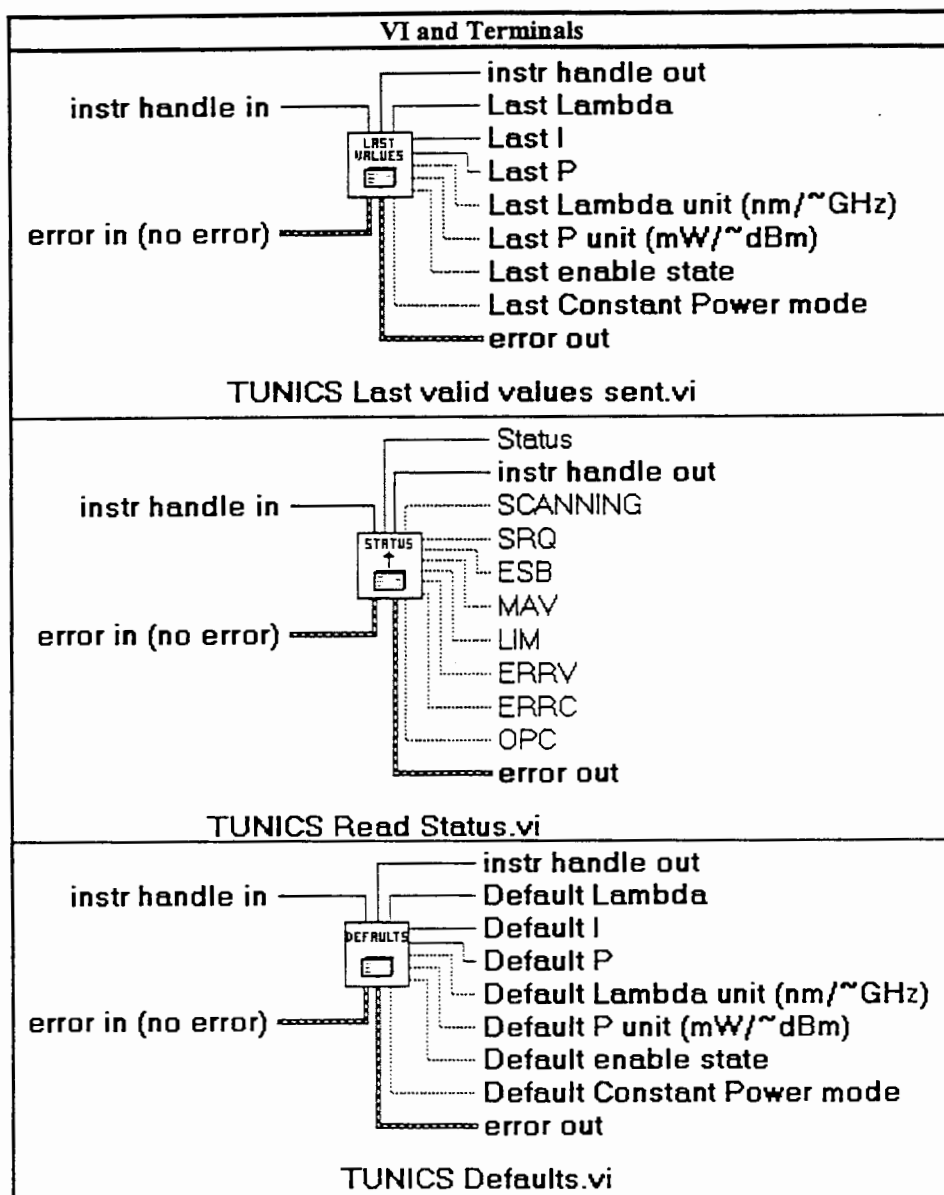 VI and Terminals
instr handle out
instr handle in
Last Lambda
LAST
VALUES
Last I
Last P
Last Lambda unit (nm/~GHz)
error in (no error)
Last P unit (mW/~dBm)
Last enable state
Last Constant Power mode
error out
TUNICS Last valid values sent.vi
Status
instr handle out
instr handle in
SCANNING
STATUS
SRQ
ESB
MAV
error in (no error)
LIM
ERRV
ERRC
OPC
error out
TUNICS Read Status.vi
instr handle out
instr handle in
Default Lambda
DEFAULTS
Default I
Default P
Default Lambda unit (nm/~GHz)
error in (no error)
Default P unit (mW/~dBm)
Default enable state
Default Constant Power mode
error out
TUNICS Defaults.vi